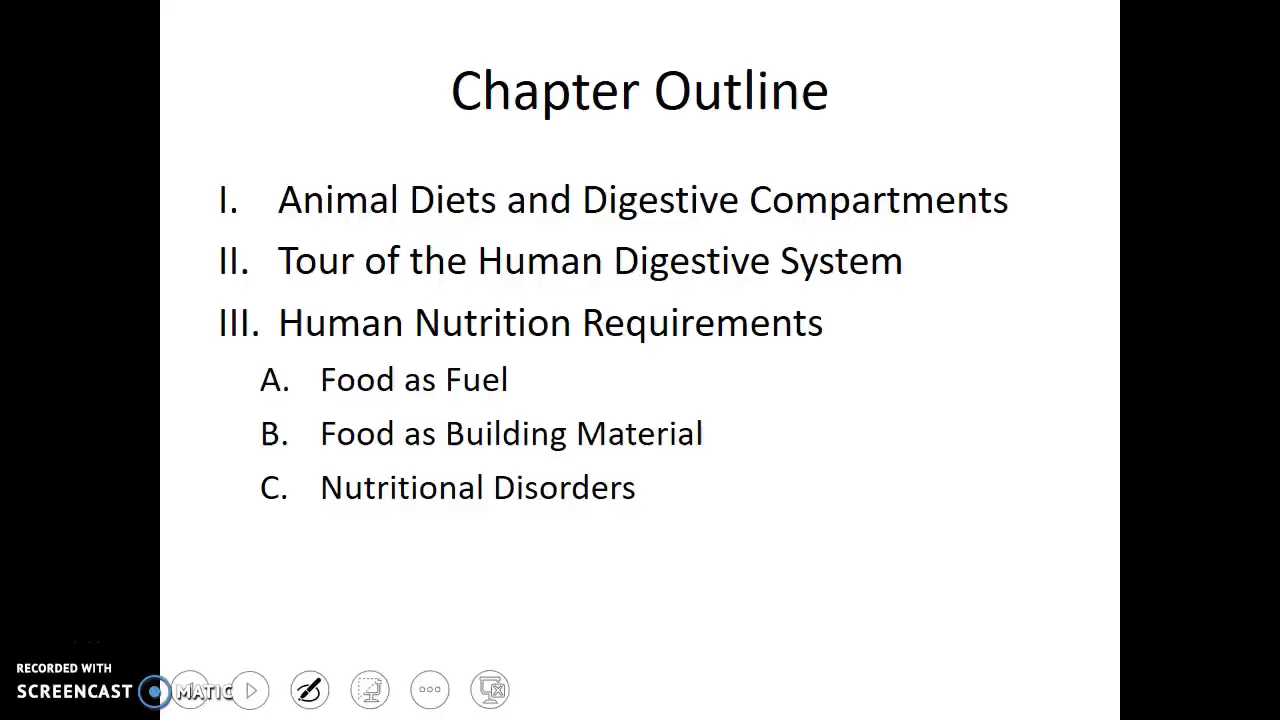 Chapter Outline
I. Animal Diets and Digestive Compartments
II. Tour of the Human Digestive System
III. Human Nutrition Requirements
A. Food as Fuel
B. Food as Building Material
C. Nutritional Disorders
RECORDED WITH
SCREENCAST MATIC